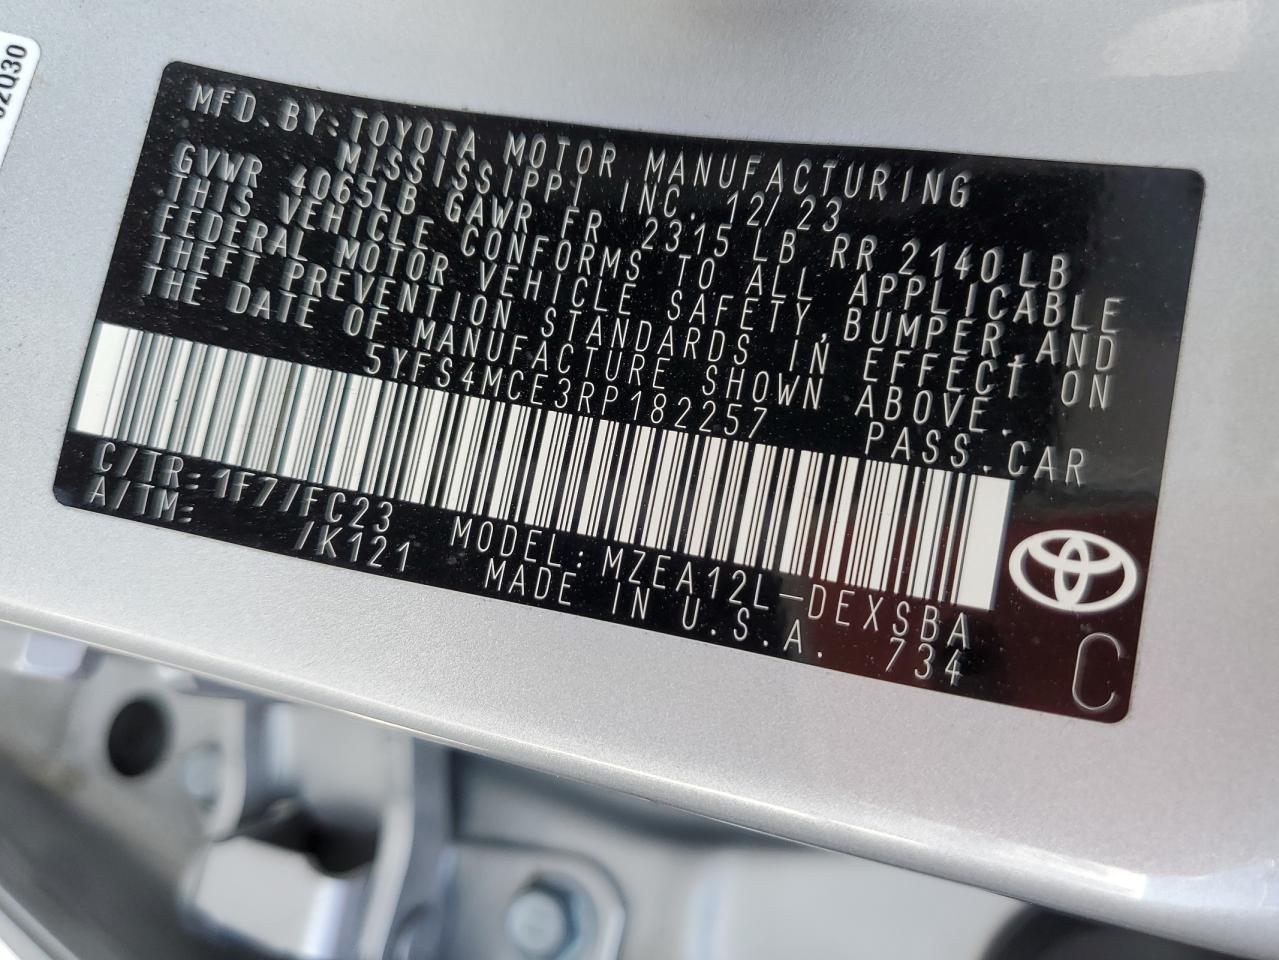 02Q30
MFD.BY:TOYOTA MOTOR MANUFACTURING
MISSISSIPPI INC. 12/23
GVWR 4065LB GAWR FR 2315LB RR 2140LB
THIS VEHICLE CONFORMS TO ALL APPLICABLE
FEDERAL MOTOR VEHICLE SAFETY,BUMPER,AND
THEFT PREVENTION STANDARDS IN EFFECT ON
THE DATE OF MANUFACTURE SHOWN ABOVE.
5YFS4MCE3RP182257 PASS.CAR
C/TR:1F7/FC23 MODEL:MZEA12L-DEXSBA
A/TM: /K121 MADE IN U.S.A. 734
C